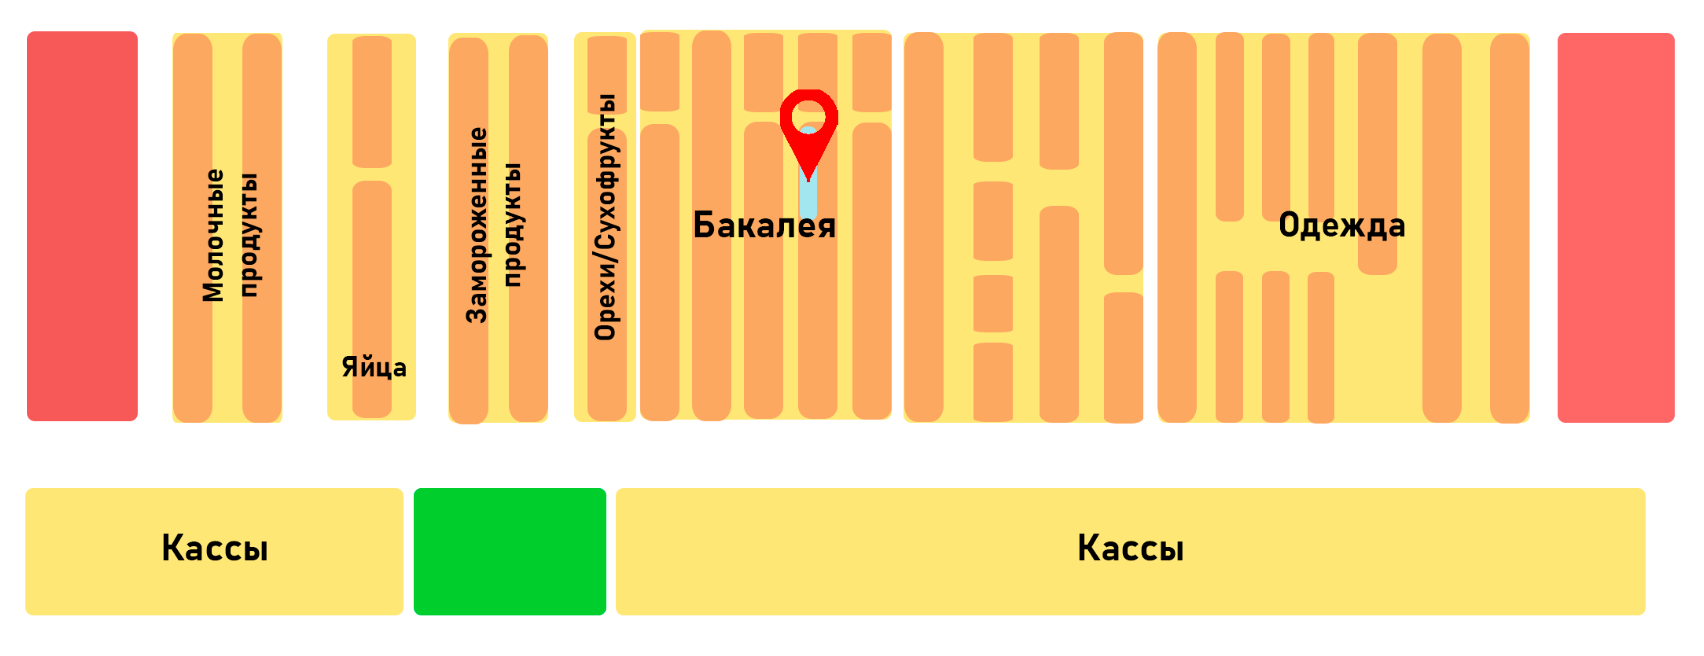 Молочные
продукты
Яйца
Замороженные
продукты
Орехи/Сухофрукты
Бакалея
Одежда
Кассы
Кассы